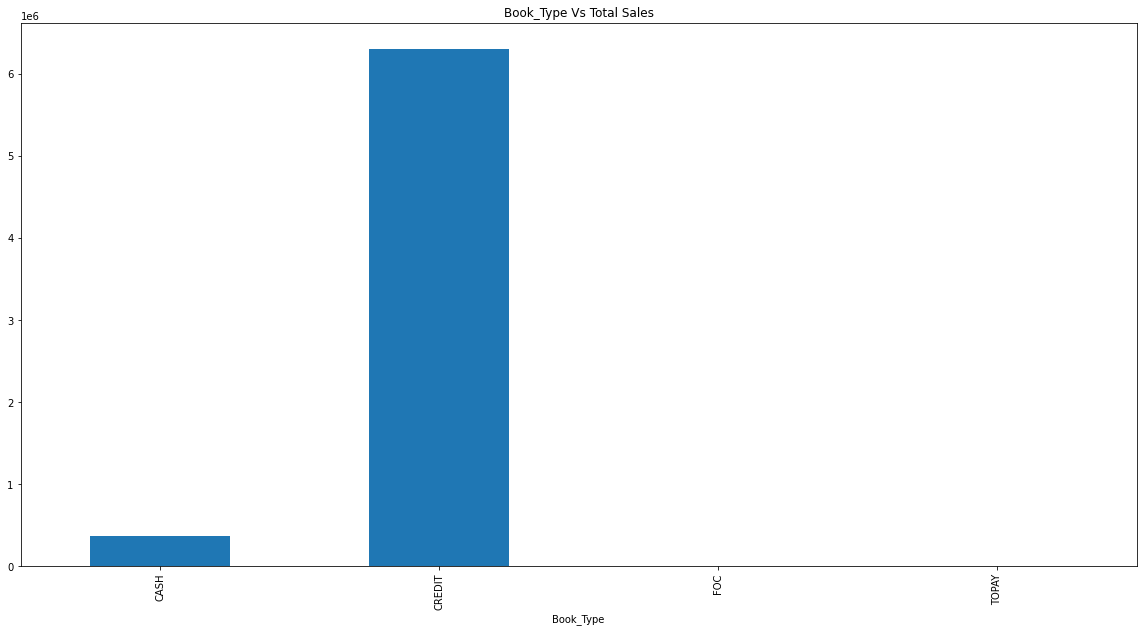 Book_Type Vs Total Sales
1e6
6
5
4
3
2
1
0
CASH
CREDIT
FOC
TOPAY
Book_Type